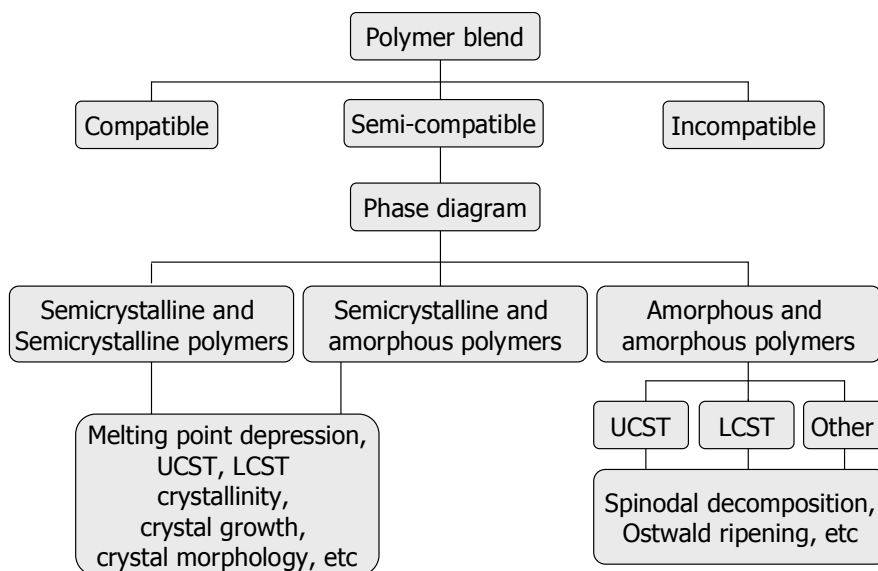 Polymer blend
Compatible
Semi-compatible
Incompatible
Phase diagram
Semicrystalline and
Semicrystalline polymers
Semicrystalline and
amorphous polymers
Amorphous and
amorphous polymers
UCST
LCST
Other
Melting point depression,
UCST, LCST
crystallinity,
crystal growth,
crystal morphology, etc
Spinodal decomposition,
Ostwald ripening, etc